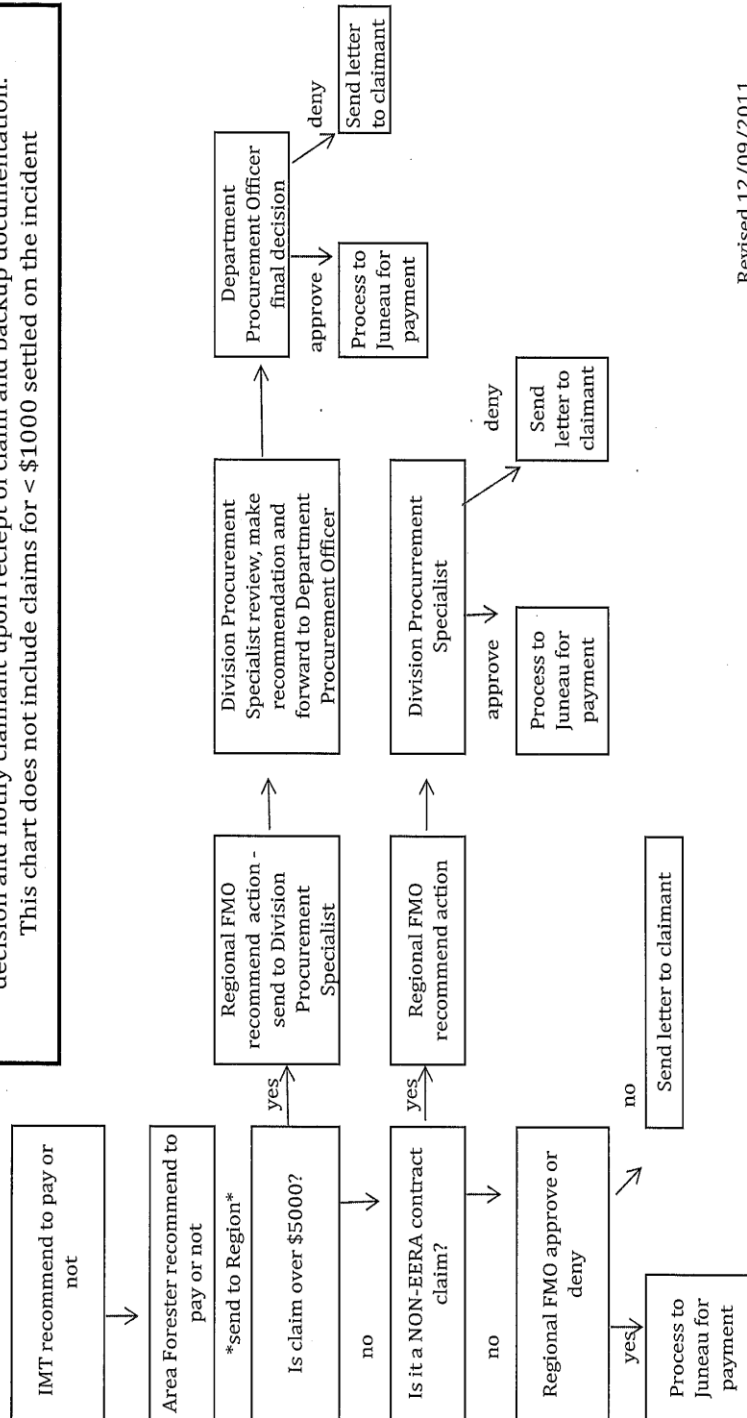 decision and notify claimant upon reciept of claim and backup documentation.
This chart does not include claims for < $1000 settled on the incident
IMT recommend to pay or
not
Area Forester recommend to
pay or not
*send to Region*
Is claim over $5000?
yes
Regional FMO
recommend action -
send to Division
Procurement
Specialist
Division Procurement
Specialist review, make
recommendation and
forward to Department
Procurement Officer
Department
Procurement Officer
final decision
approve
deny
Process to
Juneau for
payment
Send letter
to claimant
no
Is it a NON-EERA contract
claim?
yes
Regional FMO
recommend action
Division Procurrement
Specialist
approve
deny
Process to
Juneau for
payment
Send
letter to
claimant
no
Regional FMO approve or
deny
yes
no
Process to
Juneau for
payment
Send letter to claimant
Revised 12/09/2011